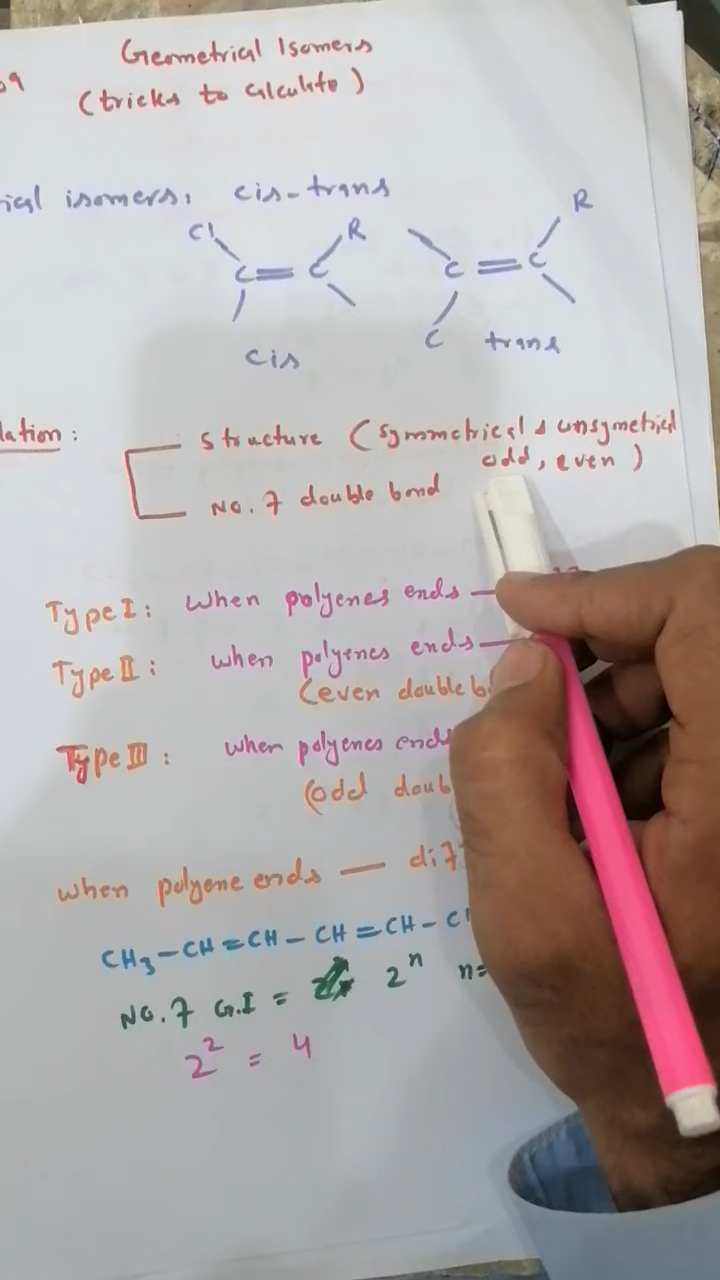 Geometrical Isomers
(tricks to Calculate)
ical isomers: cis-trans
Cl R R
C = C C = C
cis C trans
lation:
Structure (Symmetrical & unsymetrical
odd, even)
No. of double bond
Type I: When polyenes ends —
Type II: when polyenes ends —
(even double b
Type III: when polyenes ends
(odd doub
when polyene ends — dif
CH3 – CH = CH – CH = CH – C
No. of G.I = 2^n n=
2^2 = 4